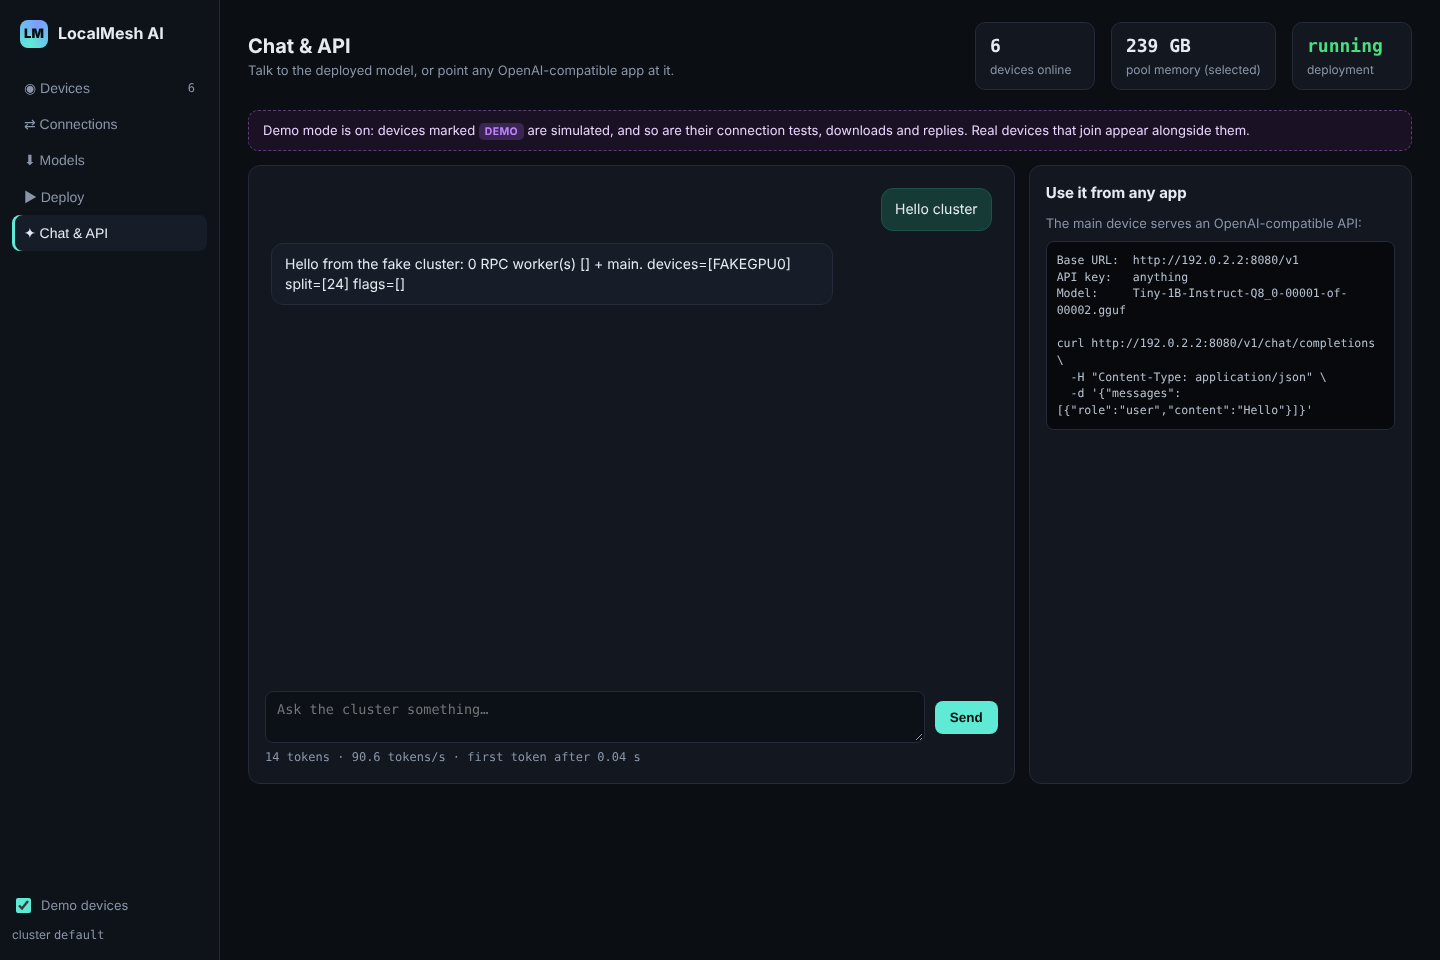 LM LocalMesh AI
◉ Devices 6
⇄ Connections
⬇ Models
▶ Deploy
✦ Chat & API
Chat & API
Talk to the deployed model, or point any OpenAI-compatible app at it.
6
devices online
239 GB
pool memory (selected)
running
deployment
Demo mode is on: devices marked DEMO are simulated, and so are their connection tests, downloads and replies. Real devices that join appear alongside them.
Hello cluster
Hello from the fake cluster: 0 RPC worker(s) [] + main. devices=[FAKEGPU0]
split=[24] flags=[]
Ask the cluster something…
Send
14 tokens · 90.6 tokens/s · first token after 0.04 s
Use it from any app
The main device serves an OpenAI-compatible API:
Base URL: http://192.0.2.2:8080/v1
API key: anything
Model: Tiny-1B-Instruct-Q8_0-00001-of-
00002.gguf
curl http://192.0.2.2:8080/v1/chat/completions
\
-H "Content-Type: application/json" \
-d '{"messages":
[{"role":"user","content":"Hello"}]}'
Demo devices
cluster default